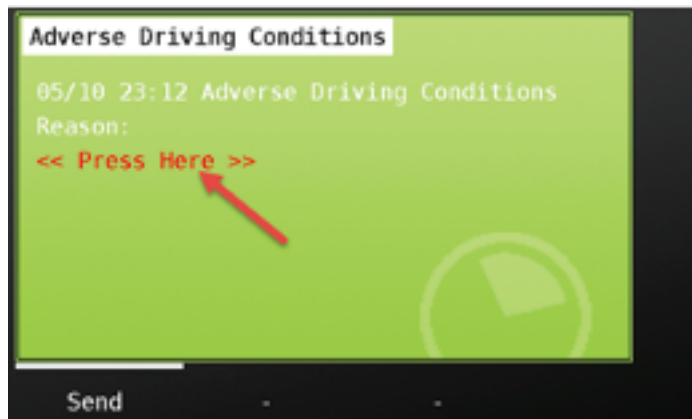 Adverse Driving Conditions
05/10 23:12 Adverse Driving Conditions
Reason:
<< Press Here >>
Send - -